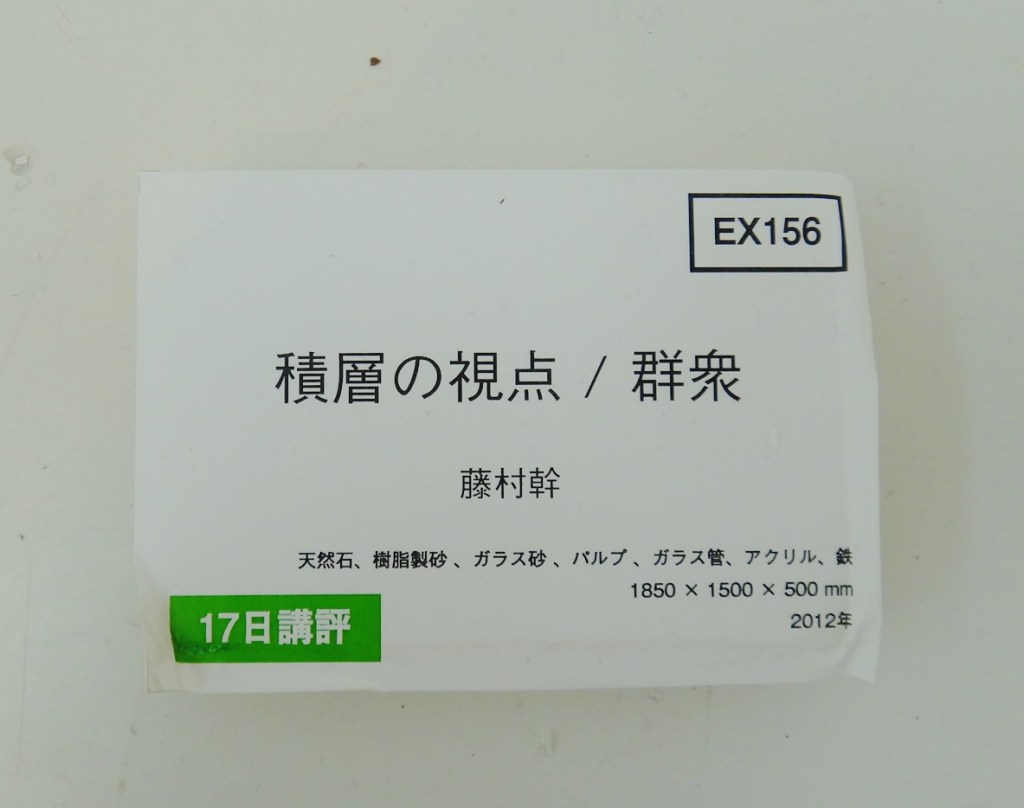 EX156
積層の視点 / 群衆
藤村幹
天然石、樹脂製砂 、ガラス砂 、パルプ 、ガラス管、アクリル、鉄
1850 × 1500 × 500 mm
2012年
17日講評